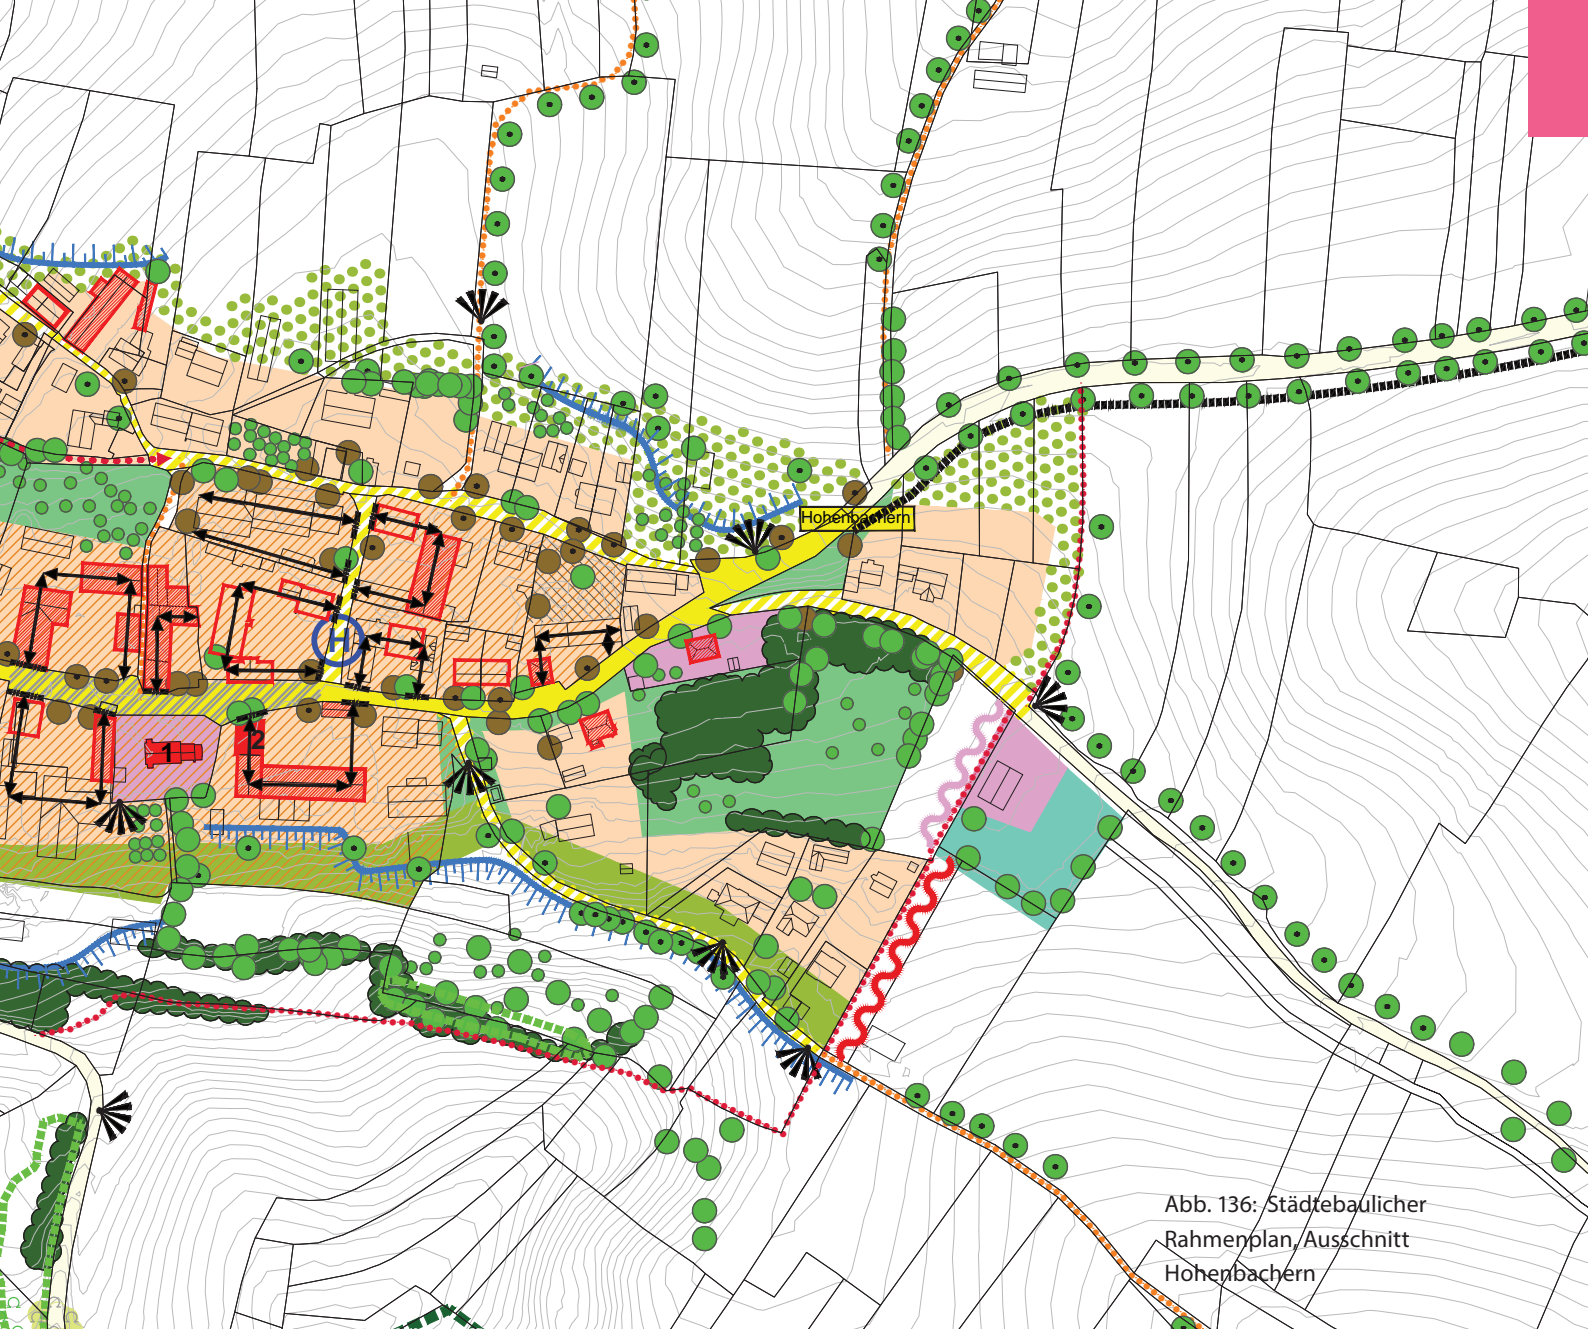 Hohenbachern
H
1
2
Abb. 136: Städtebaulicher
Rahmenplan, Ausschnitt
Hohenbachern